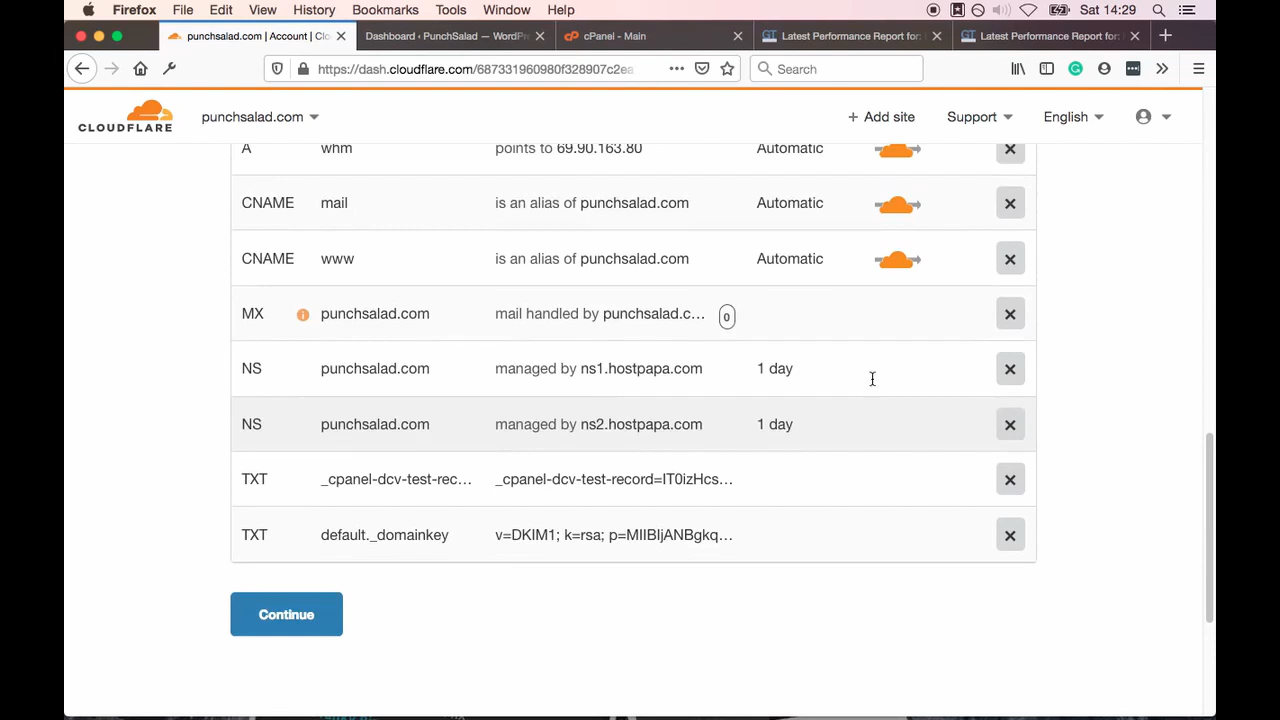 Firefox File Edit View History Bookmarks Tools Window Help Sat 14:29
punchsalad.com | Account | Clo Dashboard ‹ PunchSalad — WordPr cPanel - Main Latest Performance Report for: Latest Performance Report for:
https://dash.cloudflare.com/687331960980f328907c2ea Search
CLOUDFLARE punchsalad.com + Add site Support English
A whm points to 69.90.163.80 Automatic
CNAME mail is an alias of punchsalad.com Automatic
CNAME www is an alias of punchsalad.com Automatic
MX punchsalad.com mail handled by punchsalad.c... 0
NS punchsalad.com managed by ns1.hostpapa.com 1 day
NS punchsalad.com managed by ns2.hostpapa.com 1 day
TXT _cpanel-dcv-test-rec... _cpanel-dcv-test-record=IT0izHcs...
TXT default._domainkey v=DKIM1; k=rsa; p=MIIBIjANBgkq...
Continue